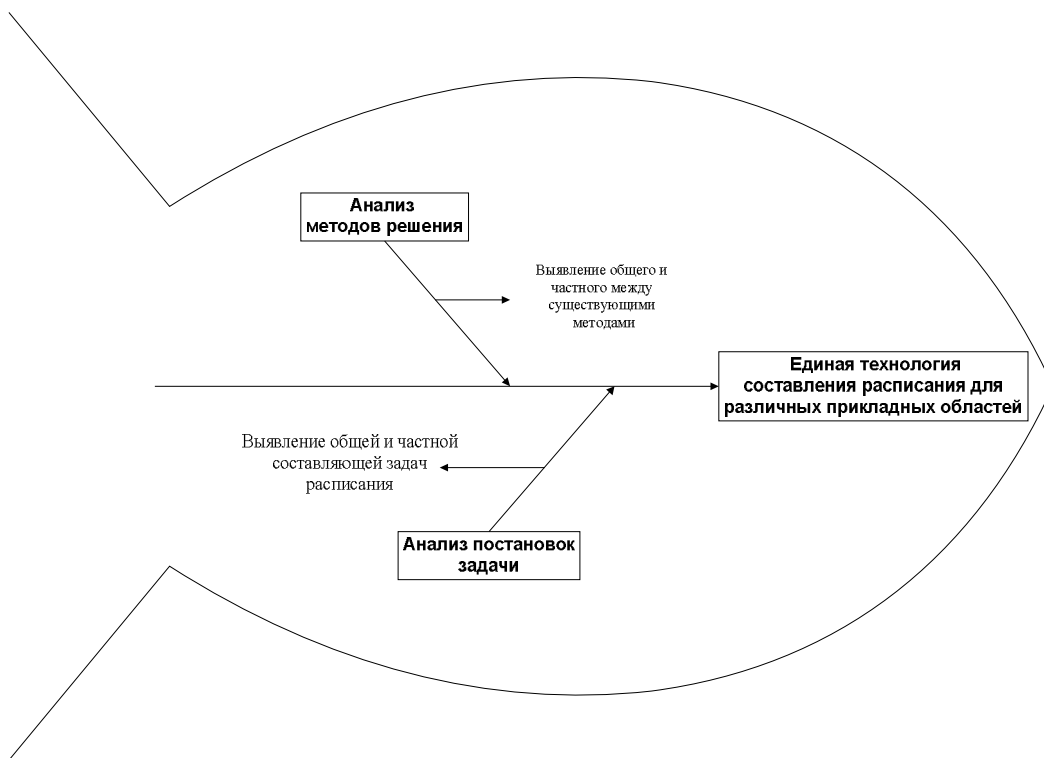 Анализ
методов решения
Выявление общего и
частного между
существующими
методами
Единая технология
составления расписания для
различных прикладных областей
Выявление общей и частной
составляющей задач
расписания
Анализ постановок
задачи